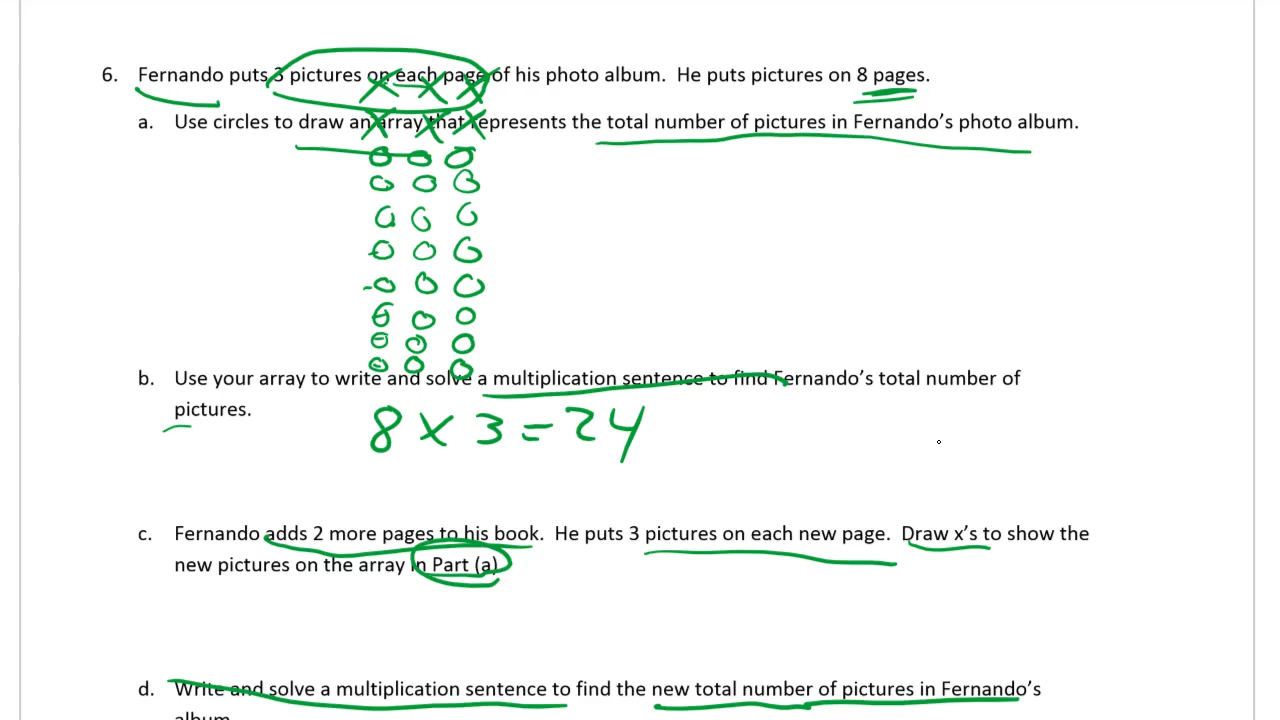 6. Fernando puts 3 pictures on each page of his photo album. He puts pictures on 8 pages.
a. Use circles to draw an array that represents the total number of pictures in Fernando’s photo album.
b. Use your array to write and solve a multiplication sentence to find Fernando’s total number of
pictures.
8 x 3 = 24
c. Fernando adds 2 more pages to his book. He puts 3 pictures on each new page. Draw x’s to show the
new pictures on the array in Part (a)
d. Write and solve a multiplication sentence to find the new total number of pictures in Fernando’s
album.